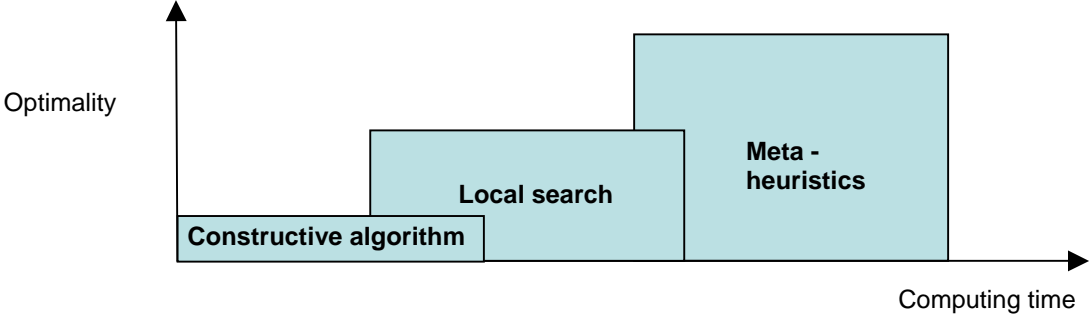 Optimality
Meta -
heuristics
Local search
Constructive algorithm
Computing time